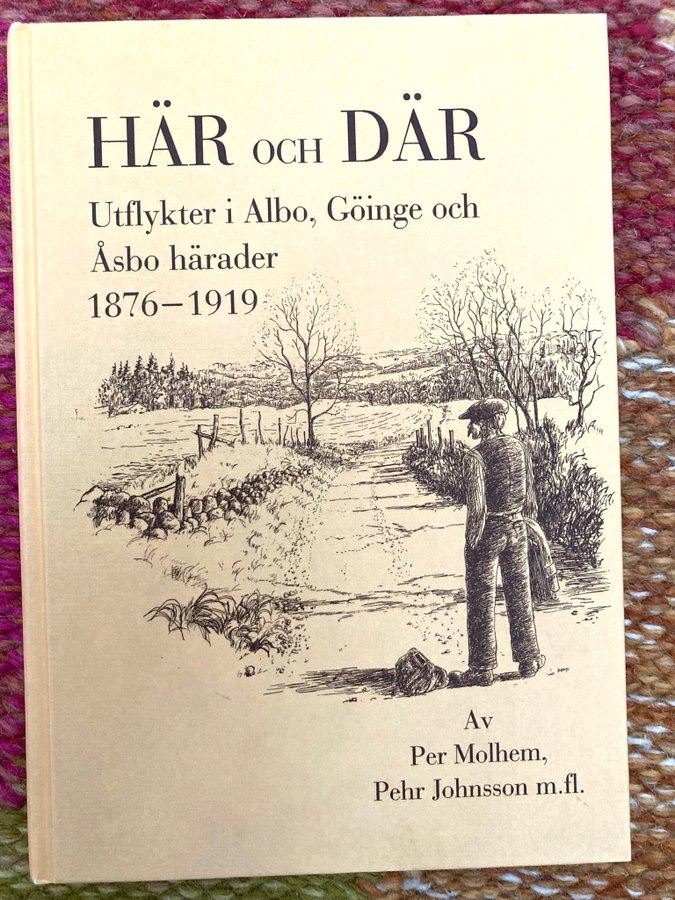 HÄR OCH DÄR
Utflykter i Albo, Göinge och
Åsbo härader
1876–1919
Av
Per Molhem,
Pehr Johnsson m.fl.